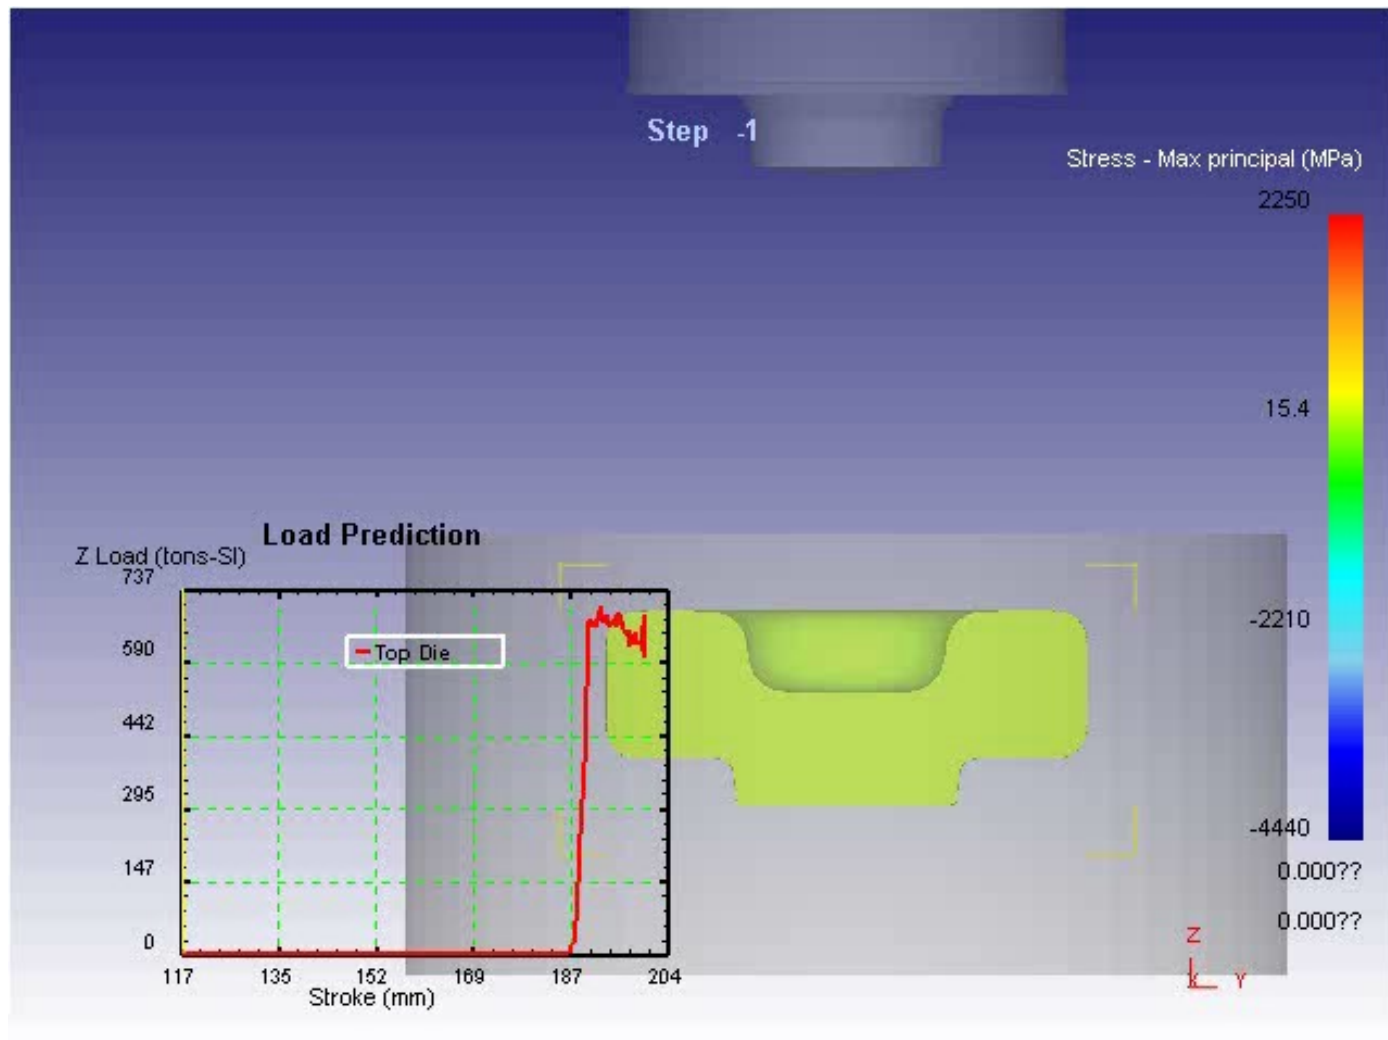 Step -1
Stress - Max principal (MPa)
2250
15.4
-2210
-4440
0.000??
0.000??
Load Prediction
Z Load (tons-SI)
737
590
442
295
147
0
Top Die
117 135 152 169 187 204
Stroke (mm)
Z
X Y